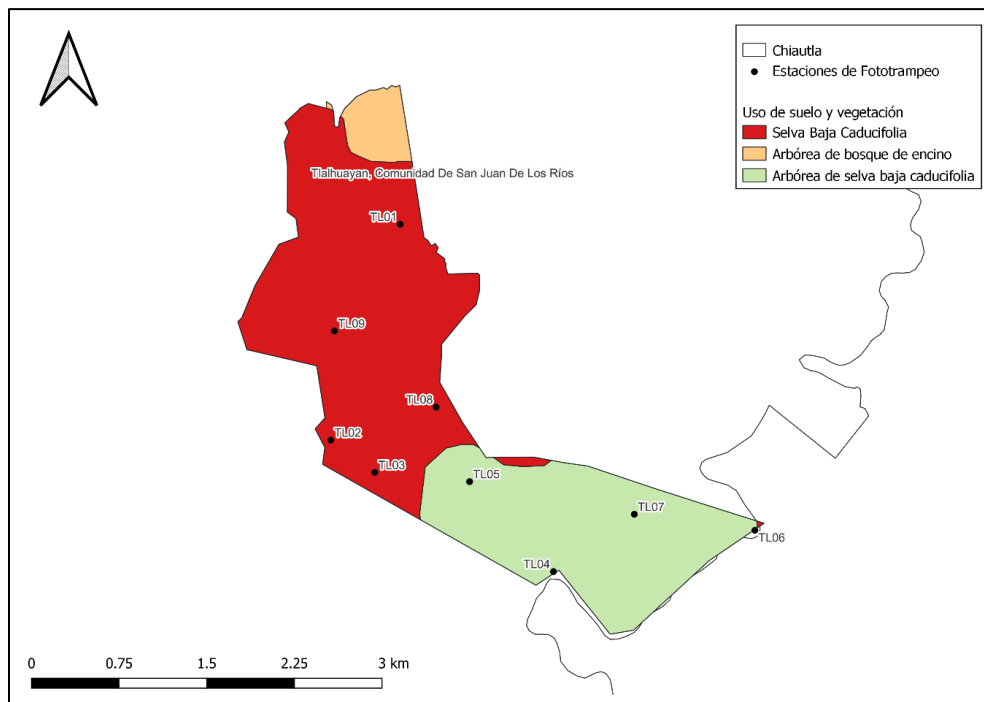 Chiautla
Estaciones de Fototrampeo
Uso de suelo y vegetación
Selva Baja Caducifolia
Arbórea de bosque de encino
Arbórea de selva baja caducifolia
Tlalhuayan, Comunidad De San Juan De Los Ríos
TL01
TL09
TL08
TL02
TL03
TL05
TL07
TL06
TL04
0 0.75 1.5 2.25 3 km